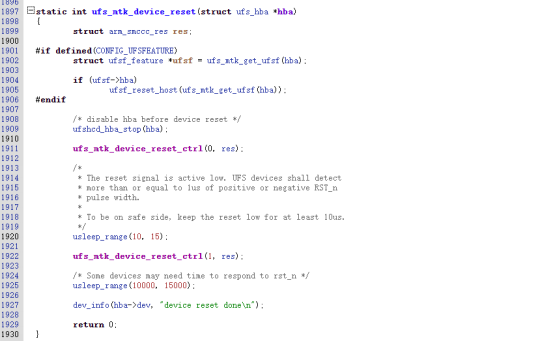 1896
1897 static int ufs_mtk_device_reset(struct ufs_hba *hba)
1898 {
1899 struct arm_smccc_res res;
1900
1901 #if defined(CONFIG_UFSFEATURE)
1902 struct ufsf_feature *ufsf = ufs_mtk_get_ufsf(hba);
1903
1904 if (ufsf->hba)
1905 ufsf_reset_host(ufs_mtk_get_ufsf(hba));
1906 #endif
1907
1908 /* disable hba before device reset */
1909 ufshcd_hba_stop(hba);
1910
1911 ufs_mtk_device_reset_ctrl(0, res);
1912
1913 /*
1914 * The reset signal is active low. UFS devices shall detect
1915 * more than or equal to 1us of positive or negative RST_n
1916 * pulse width.
1917 *
1918 * To be on safe side, keep the reset low for at least 10us.
1919 */
1920 usleep_range(10, 15);
1921
1922 ufs_mtk_device_reset_ctrl(1, res);
1923
1924 /* Some devices may need time to respond to rst_n */
1925 usleep_range(10000, 15000);
1926
1927 dev_info(hba->dev, "device reset done\n");
1928
1929 return 0;
1930 }